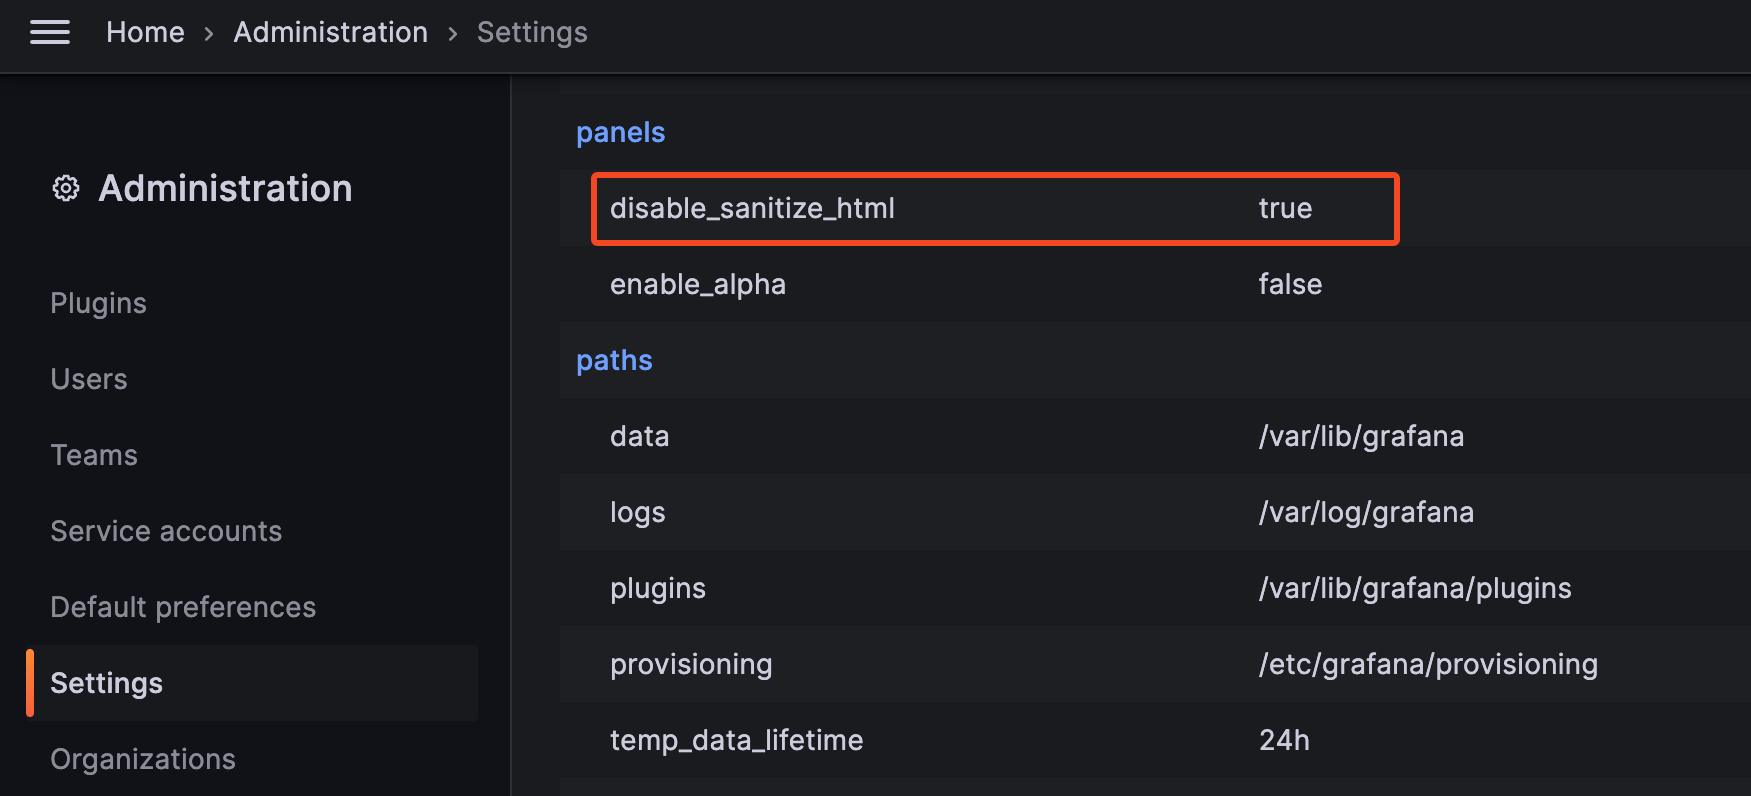 Home › Administration › Settings
Administration
Plugins
Users
Teams
Service accounts
Default preferences
Settings
Organizations
panels
disable_sanitize_html true
enable_alpha false
paths
data /var/lib/grafana
logs /var/log/grafana
plugins /var/lib/grafana/plugins
provisioning /etc/grafana/provisioning
temp_data_lifetime 24h